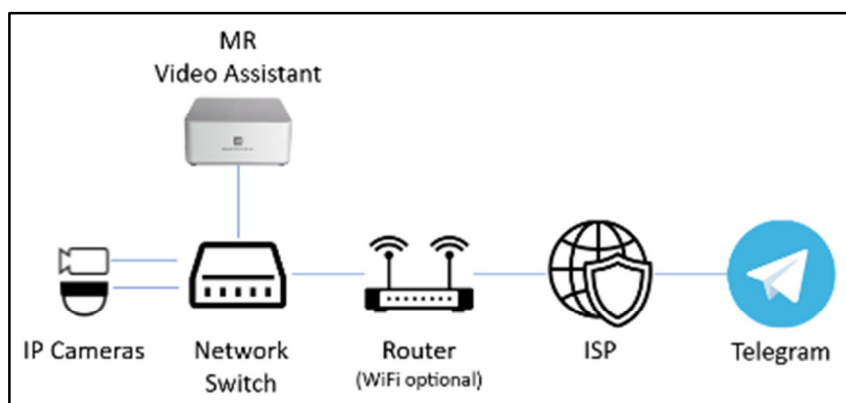 MR
Video Assistant
IP Cameras
Network
Switch
Router
(WiFi optional)
ISP
Telegram